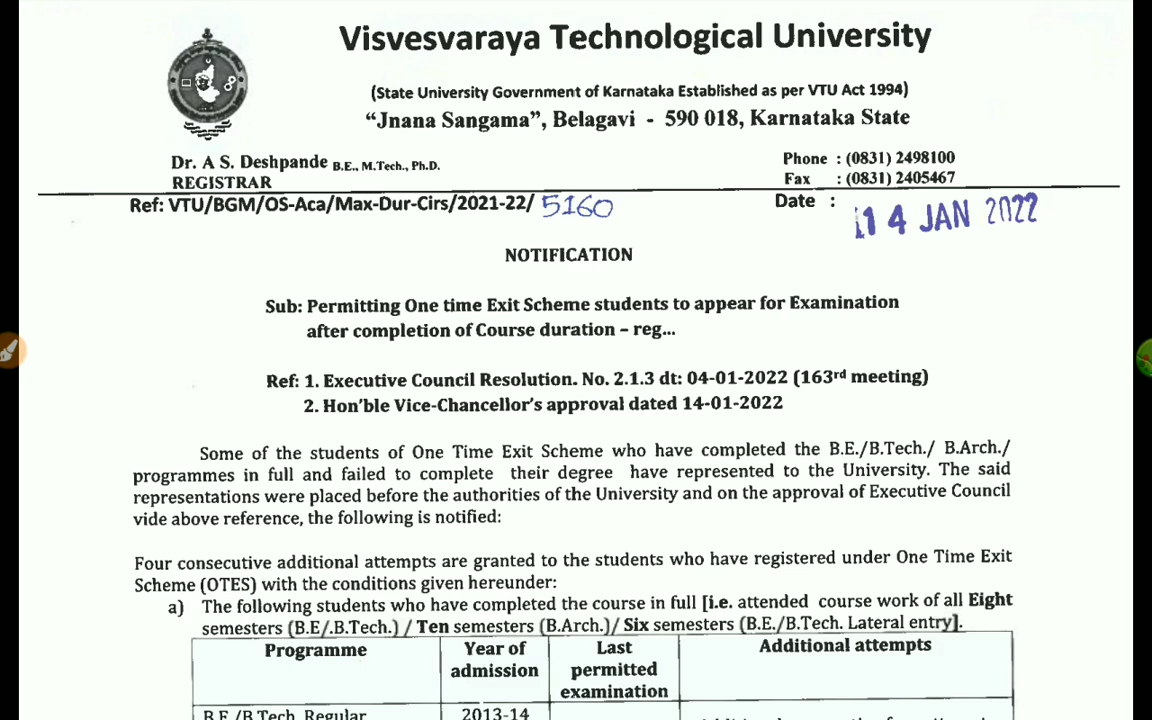 Visvesvaraya Technological University
(State University Government of Karnataka Established as per VTU Act 1994)
“Jnana Sangama”, Belagavi - 590 018, Karnataka State
Dr. A S. Deshpande B.E., M.Tech., Ph.D.
REGISTRAR
Phone : (0831) 2498100
Fax : (0831) 2405467
Ref: VTU/BGM/OS-Aca/Max-Dur-Cirs/2021-22/ 5160
Date : 14 JAN 2022
NOTIFICATION
Sub: Permitting One time Exit Scheme students to appear for Examination
after completion of Course duration – reg...
Ref: 1. Executive Council Resolution. No. 2.1.3 dt: 04-01-2022 (163rd meeting)
2. Hon’ble Vice-Chancellor’s approval dated 14-01-2022
Some of the students of One Time Exit Scheme who have completed the B.E./B.Tech./ B.Arch./
programmes in full and failed to complete their degree have represented to the University. The said
representations were placed before the authorities of the University and on the approval of Executive Council
vide above reference, the following is notified:
Four consecutive additional attempts are granted to the students who have registered under One Time Exit
Scheme (OTES) with the conditions given hereunder:
a) The following students who have completed the course in full [i.e. attended course work of all Eight
semesters (B.E/.B.Tech.) / Ten semesters (B.Arch.)/ Six semesters (B.E./B.Tech. Lateral entry].
Programme
Year of
admission
Last
permitted
examination
Additional attempts
B.E./B.Tech. Regular
2013-14